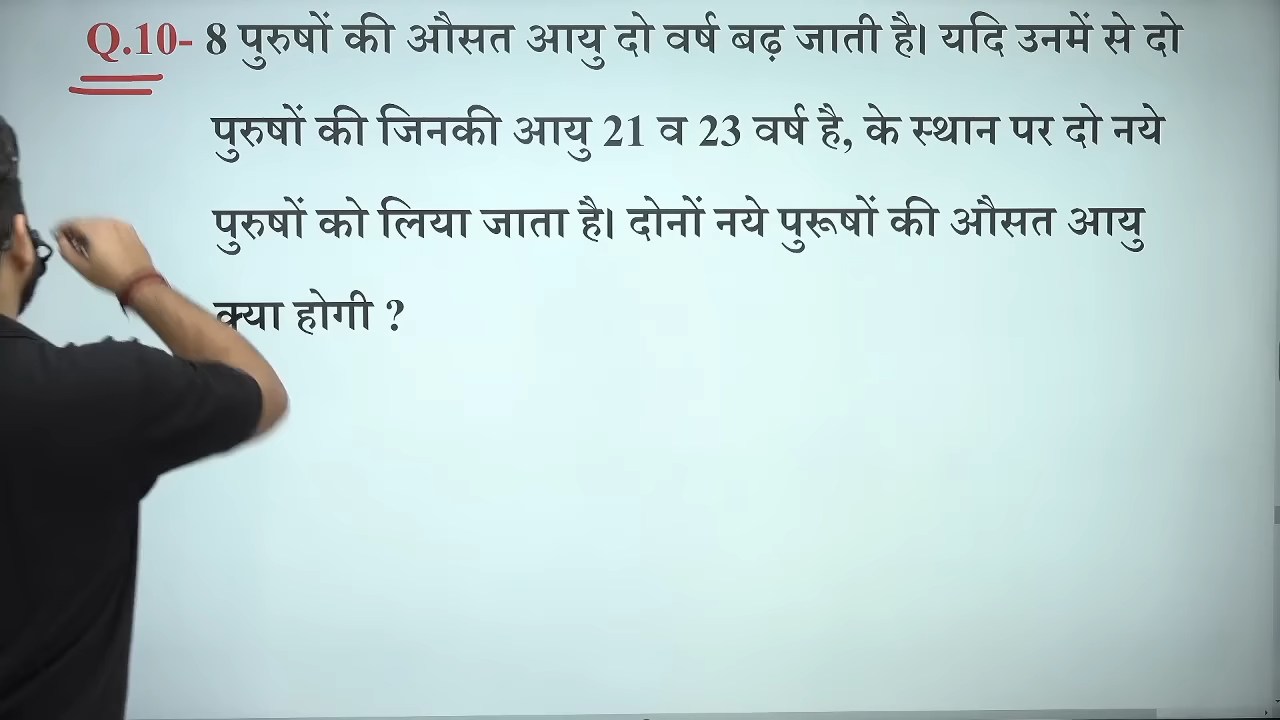 Q.10- 8 पुरुषों की औसत आयु दो वर्ष बढ़ जाती है। यदि उनमें से दो
पुरुषों की जिनकी आयु 21 व 23 वर्ष है, के स्थान पर दो नये
पुरुषों को लिया जाता है। दोनों नये पुरूषों की औसत आयु
क्या होगी ?